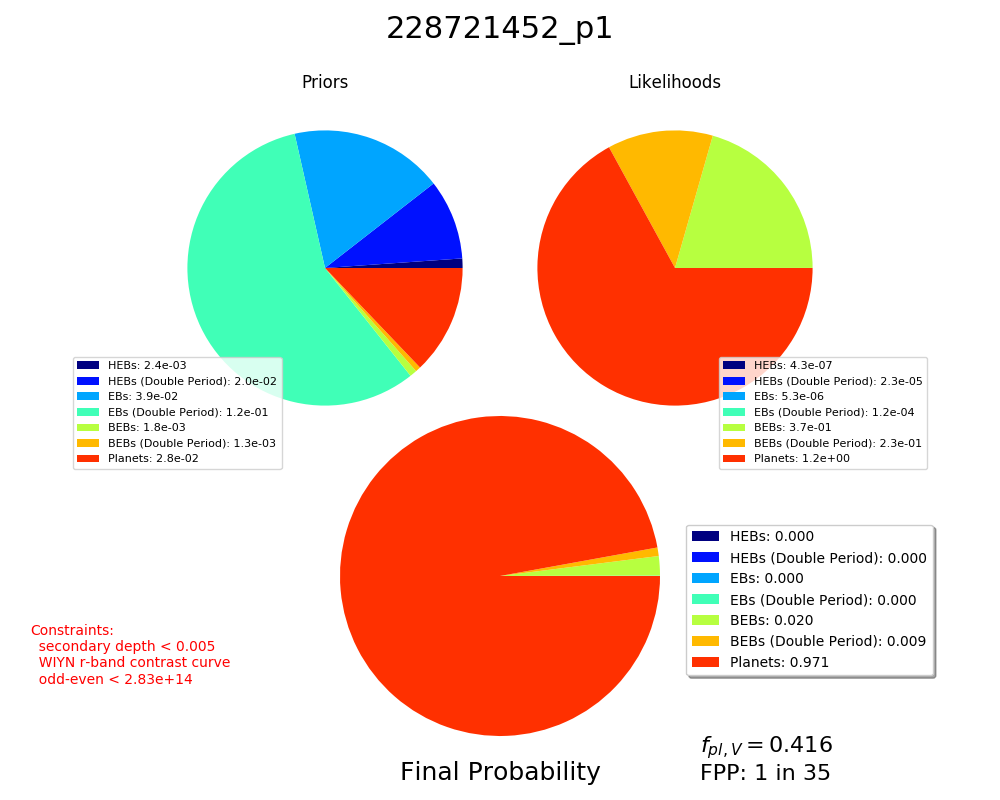 228721452_p1
Priors
Likelihoods
HEBs: 2.4e-03
HEBs (Double Period): 2.0e-02
EBs: 3.9e-02
EBs (Double Period): 1.2e-01
BEBs: 1.8e-03
BEBs (Double Period): 1.3e-03
Planets: 2.8e-02
HEBs: 4.3e-07
HEBs (Double Period): 2.3e-05
EBs: 5.3e-06
EBs (Double Period): 1.2e-04
BEBs: 3.7e-01
BEBs (Double Period): 2.3e-01
Planets: 1.2e+00
HEBs: 0.000
HEBs (Double Period): 0.000
EBs: 0.000
EBs (Double Period): 0.000
BEBs: 0.020
BEBs (Double Period): 0.009
Planets: 0.971
Constraints:
secondary depth < 0.005
WIYN r-band contrast curve
odd-even < 2.83e+14
Final Probability
f_{pl,V} = 0.416
FPP: 1 in 35